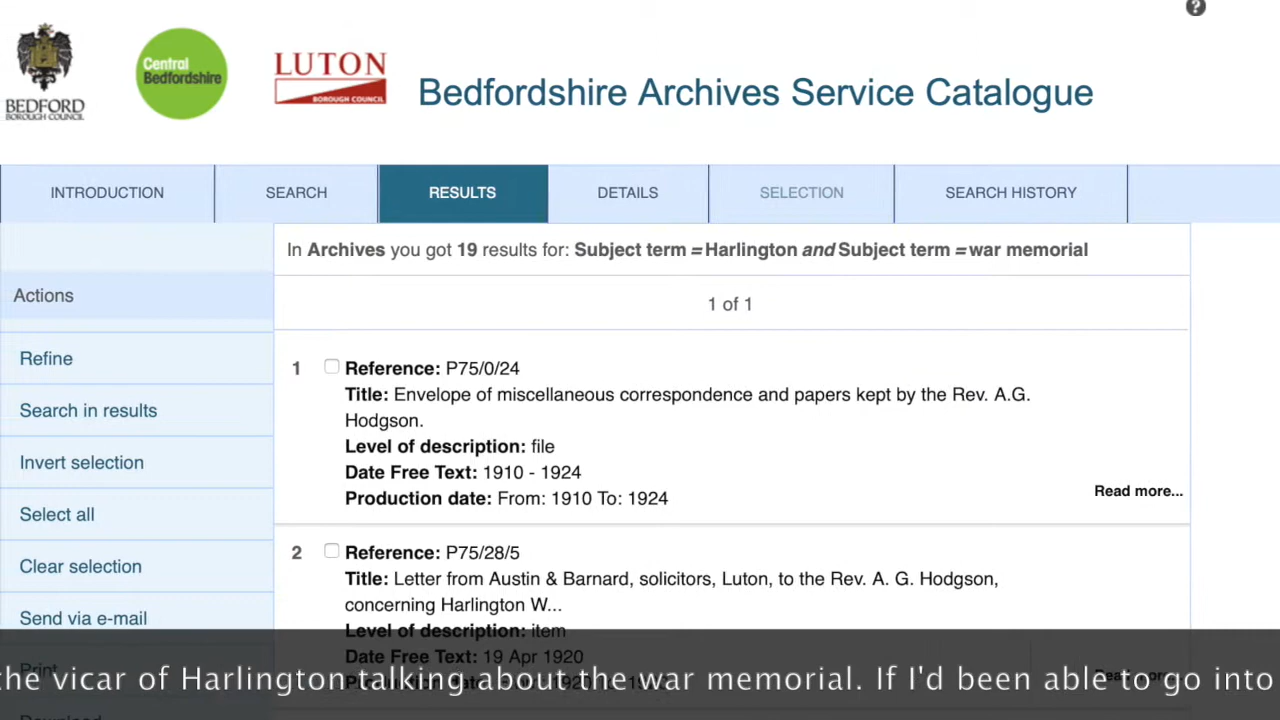 BEDFORD
BOROUGH COUNCIL
Central
Bedfordshire
LUTON
BOROUGH COUNCIL
Bedfordshire Archives Service Catalogue
?
INTRODUCTION
SEARCH
RESULTS
DETAILS
SELECTION
SEARCH HISTORY
In Archives you got 19 results for: Subject term = Harlington and Subject term = war memorial
1 of 1
Actions
Refine
Search in results
Invert selection
Select all
Clear selection
Send via e-mail
Print
1
Reference: P75/0/24
Title: Envelope of miscellaneous correspondence and papers kept by the Rev. A.G.
Hodgson.
Level of description: file
Date Free Text: 1910 - 1924
Production date: From: 1910 To: 1924
Read more...
2
Reference: P75/28/5
Title: Letter from Austin & Barnard, solicitors, Luton, to the Rev. A. G. Hodgson,
concerning Harlington W...
Level of description: item
Date Free Text: 19 Apr 1920
the vicar of Harlington talking about the war memorial. If I'd been able to go into